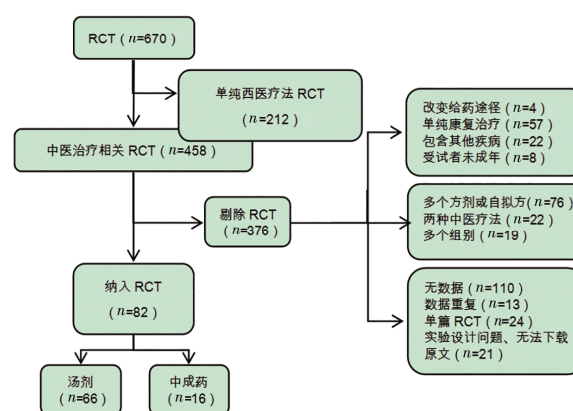 RCT（n=670）
单纯西医疗法 RCT
（n=212）
中医治疗相关 RCT（n=458）
剔除 RCT
（n=376）
改变给药途径（n=4）
单纯康复治疗（n=57）
包含其他疾病（n=22）
受试者未成年（n=8）
多个方剂或自拟方（n=76）
两种中医疗法（n=22）
多个组别（n=19）
无数据（n=110）
数据重复（n=13）
单篇 RCT（n=24）
实验设计问题、无法下载
原文（n=21）
纳入 RCT
（n=82）
汤剂
（n=66）
中成药
（n=16）